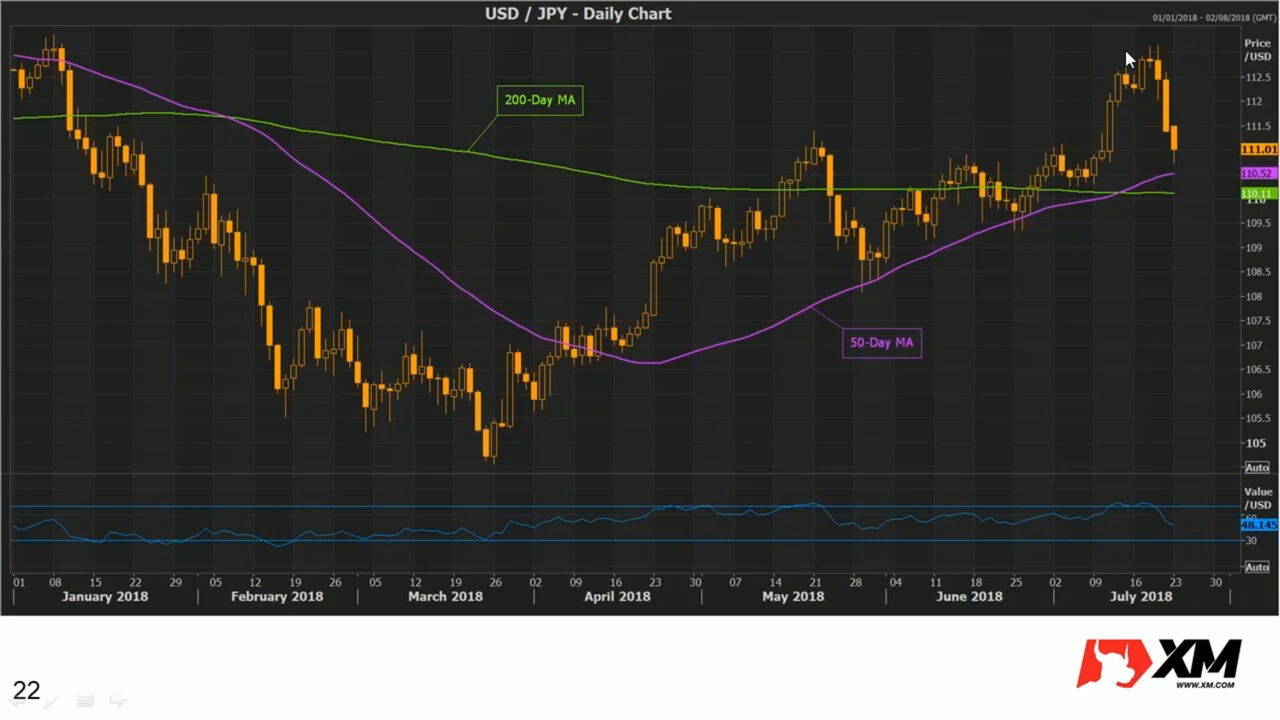 USD / JPY - Daily Chart
01/01/2018 - 02/08/2018 (GMT)
Price
/USD
200-Day MA
112.5
112
111.5
111.01
110.52
110.11
110
109.5
109
108.5
108
107.5
50-Day MA
107
106.5
106
105.5
105
Auto
Value
/USD
48.145
30
Auto
01 08 15 22 29 05 12 19 26 05 12 19 26 02 09 16 23 30 07 14 21 28 04 11 18 25 02 09 16 23 30
January 2018 February 2018 March 2018 April 2018 May 2018 June 2018 July 2018
XM
WWW.XM.COM
22